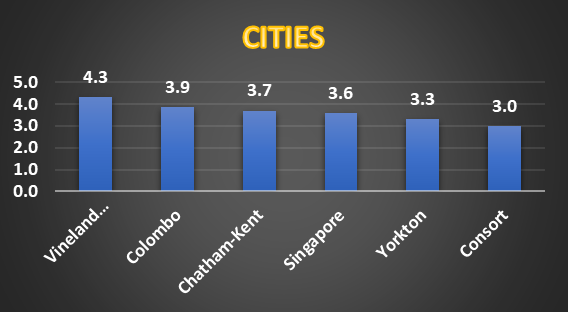 CITIES
5.0
4.0
3.0
2.0
1.0
0.0
4.3
3.9
3.7
3.6
3.3
3.0
Vineland...
Colombo
Chatham-Kent
Singapore
Yorkton
Consort